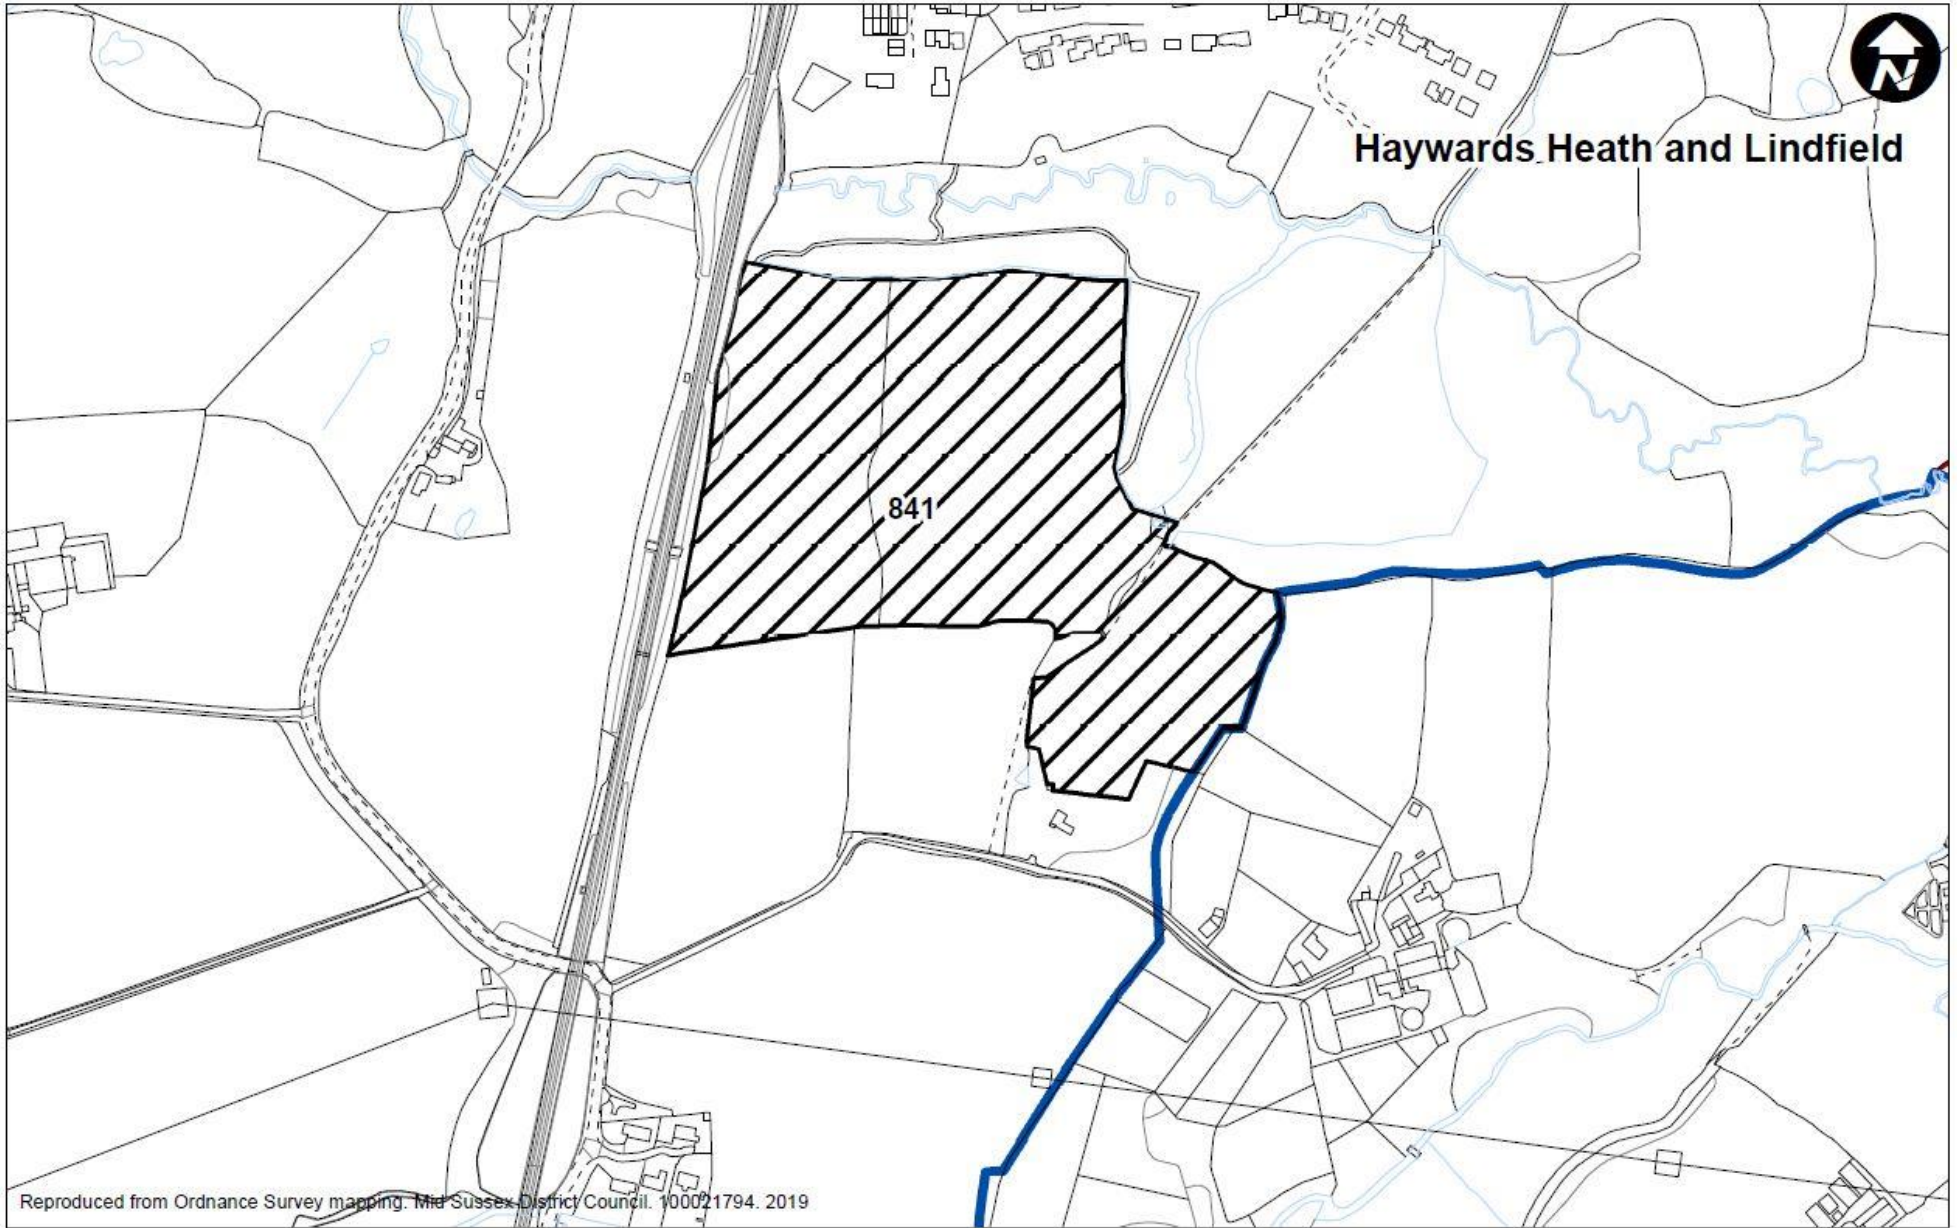 N
Haywards Heath and Lindfield
841
Reproduced from Ordnance Survey mapping. Mid Sussex District Council. 100021794. 2019